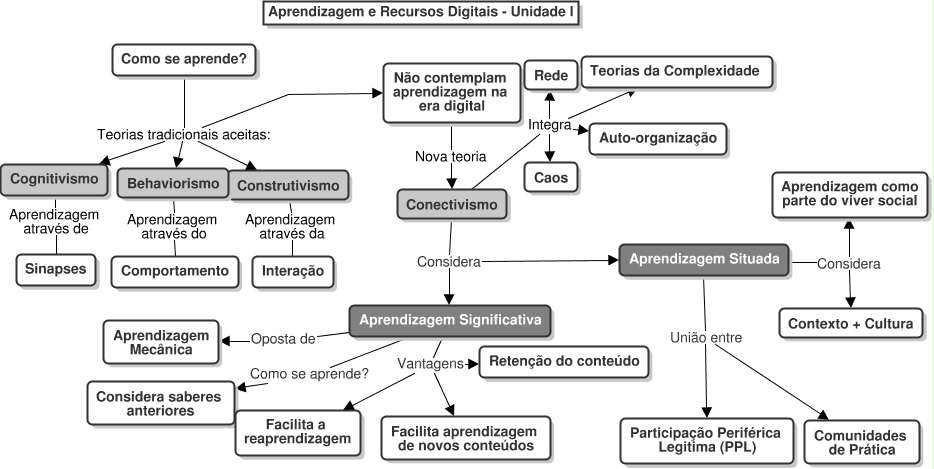 Aprendizagem e Recursos Digitais - Unidade I
Como se aprende?
Teorias tradicionais aceitas:
Cognitivismo
Aprendizagem
através de
Sinapses
Behaviorismo
Aprendizagem
através do
Comportamento
Construtivismo
Aprendizagem
através da
Interação
Não contemplam
aprendizagem na
era digital
Nova teoria
Conectivismo
Integra
Rede
Teorias da Complexidade
Auto-organização
Caos
Considera
Aprendizagem Situada
Considera
Aprendizagem como
parte do viver social
Contexto + Cultura
União entre
Participação Periférica
Legitima (PPL)
Comunidades
de Prática
Aprendizagem Significativa
Oposta de
Aprendizagem
Mecânica
Como se aprende?
Considera saberes
anteriores
Vantagens
Retenção do conteúdo
Facilita a
reaprendizagem
Facilita aprendizagem
de novos conteúdos